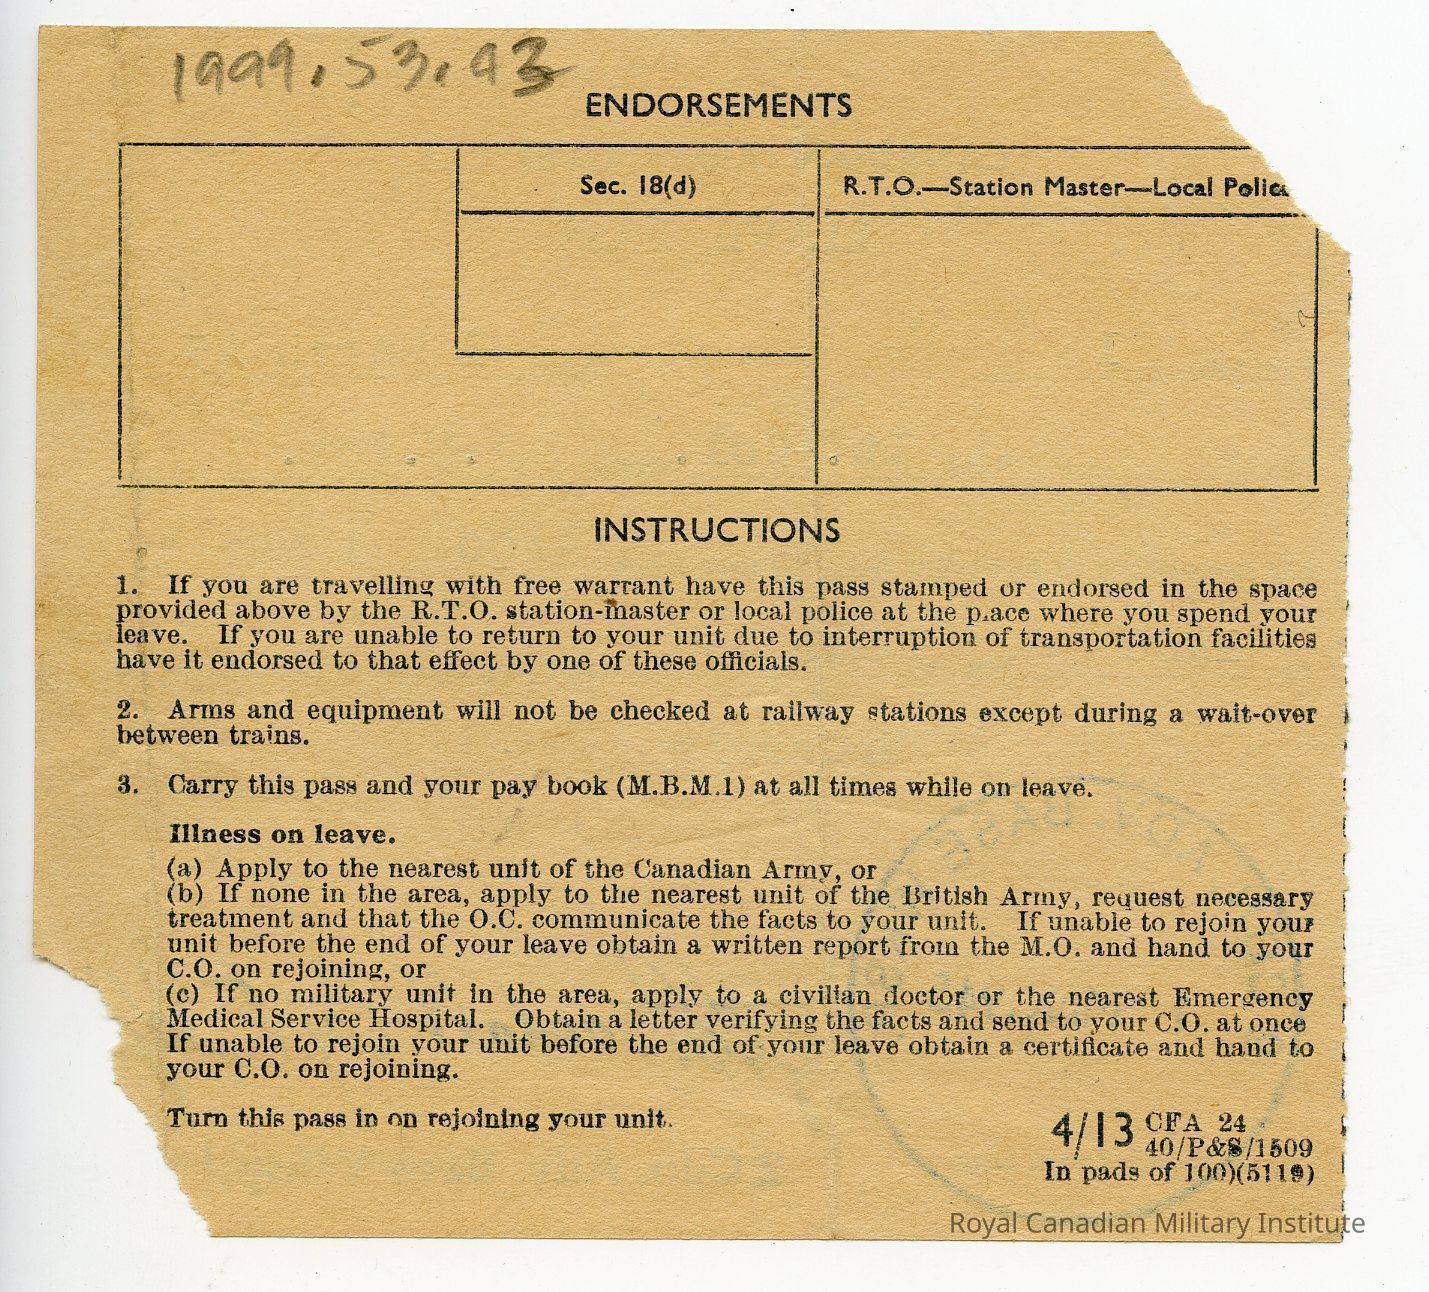 1999.53.93
ENDORSEMENTS
Sec. 18(d)
R.T.O.—Station Master—Local Police
INSTRUCTIONS
1. If you are travelling with free warrant have this pass stamped or endorsed in the space
provided above by the R.T.O. station-master or local police at the place where you spend your
leave. If you are unable to return to your unit due to interruption of transportation facilities
have it endorsed to that effect by one of these officials.
2. Arms and equipment will not be checked at railway stations except during a wait-over
between trains.
3. Carry this pass and your pay book (M.B.M.1) at all times while on leave.
Illness on leave.
(a) Apply to the nearest unit of the Canadian Army, or
(b) If none in the area, apply to the nearest unit of the British Army, request necessary
treatment and that the O.C. communicate the facts to your unit. If unable to rejoin your
unit before the end of your leave obtain a written report from the M.O. and hand to your
C.O. on rejoining, or
(c) If no military unit in the area, apply to a civilian doctor or the nearest Emergency
Medical Service Hospital. Obtain a letter verifying the facts and send to your C.O. at once
If unable to rejoin your unit before the end of your leave obtain a certificate and hand to
your C.O. on rejoining.
Turn this pass in on rejoining your unit.
4/13 CFA 24
40/P&S/1509
In pads of 100)(5119)
Royal Canadian Military Institute